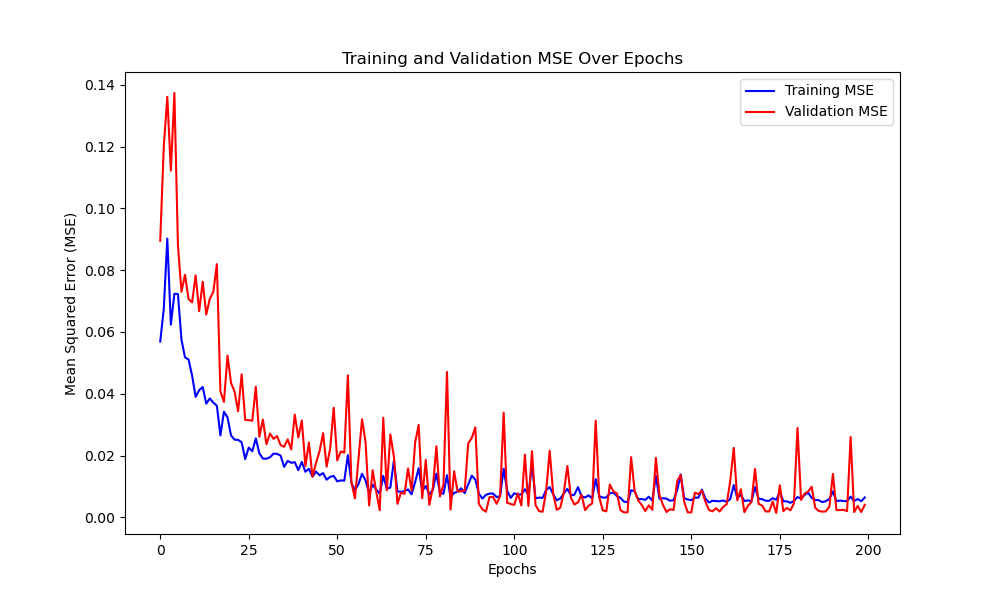 Training and Validation MSE Over Epochs
Training MSE
Validation MSE
Mean Squared Error (MSE)
0.14
0.12
0.10
0.08
0.06
0.04
0.02
0.00
0 25 50 75 100 125 150 175 200
Epochs